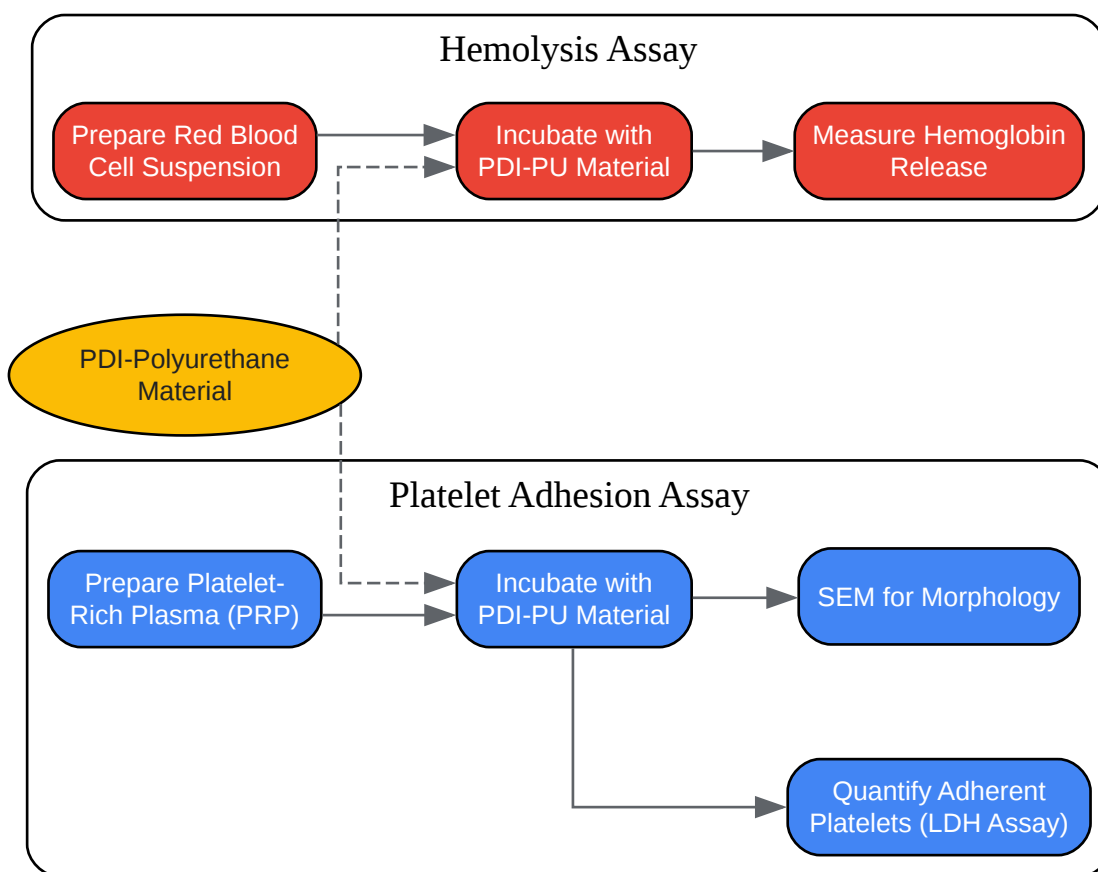 Hemolysis Assay
Prepare Red Blood
Cell Suspension
Incubate with
PDI-PU Material
Measure Hemoglobin
Release
PDI-Polyurethane
Material
Platelet Adhesion Assay
Prepare Platelet-
Rich Plasma (PRP)
Incubate with
PDI-PU Material
SEM for Morphology
Quantify Adherent
Platelets (LDH Assay)